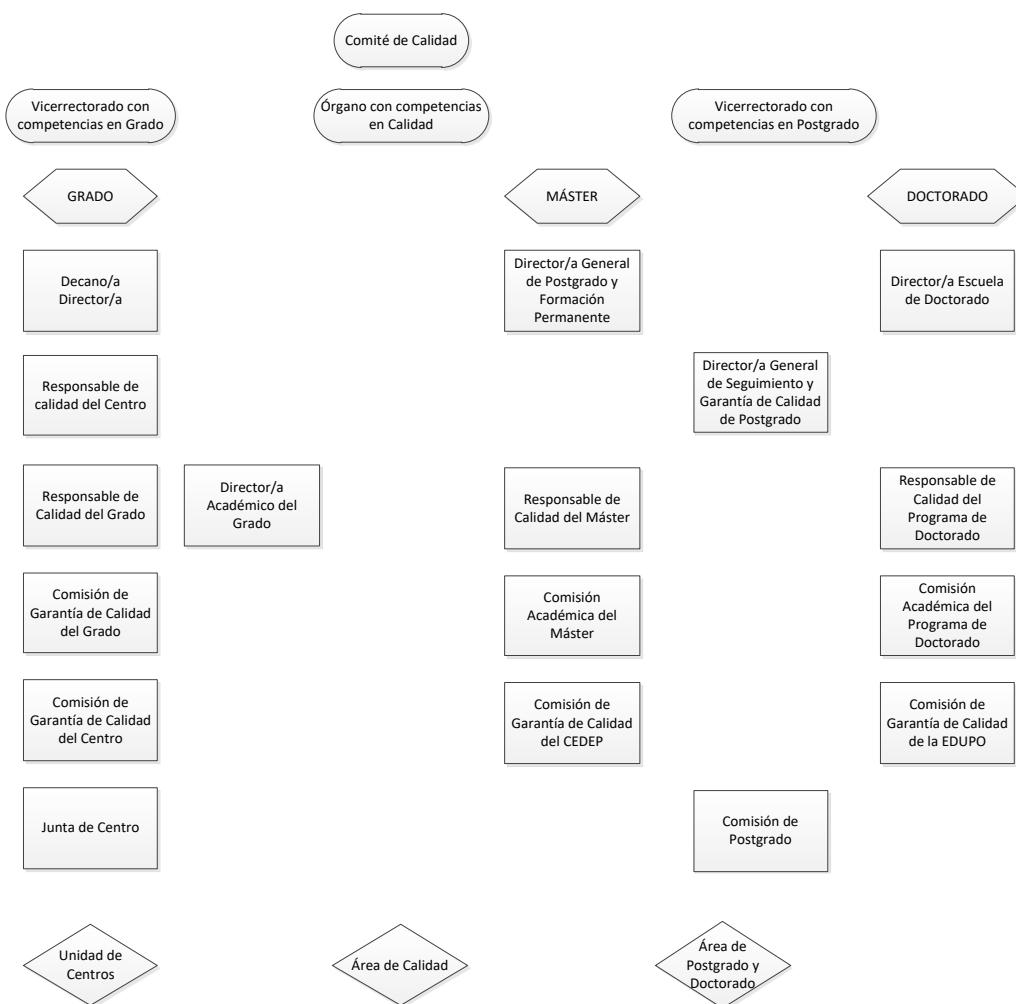 Comité de Calidad
Vicerrectorado con
competencias en Grado
Órgano con competencias
en Calidad
Vicerrectorado con
competencias en Postgrado
GRADO
MÁSTER
DOCTORADO
Decano/a
Director/a
Director/a General
de Postgrado y
Formación
Permanente
Director/a Escuela
de Doctorado
Responsable de
calidad del Centro
Director/a General
de Seguimiento y
Garantía de Calidad
de Postgrado
Responsable de
Calidad del Grado
Director/a
Académico del
Grado
Responsable de
Calidad del Máster
Responsable de
Calidad del
Programa de
Doctorado
Comisión de
Garantía de Calidad
del Grado
Comisión
Académica del
Máster
Comisión
Académica del
Programa de
Doctorado
Comisión de
Garantía de Calidad
del Centro
Comisión de
Garantía de Calidad
del CEDEP
Comisión de
Garantía de Calidad
de la EDUPO
Junta de Centro
Comisión de
Postgrado
Unidad de
Centros
Área de Calidad
Área de
Postgrado y
Doctorado